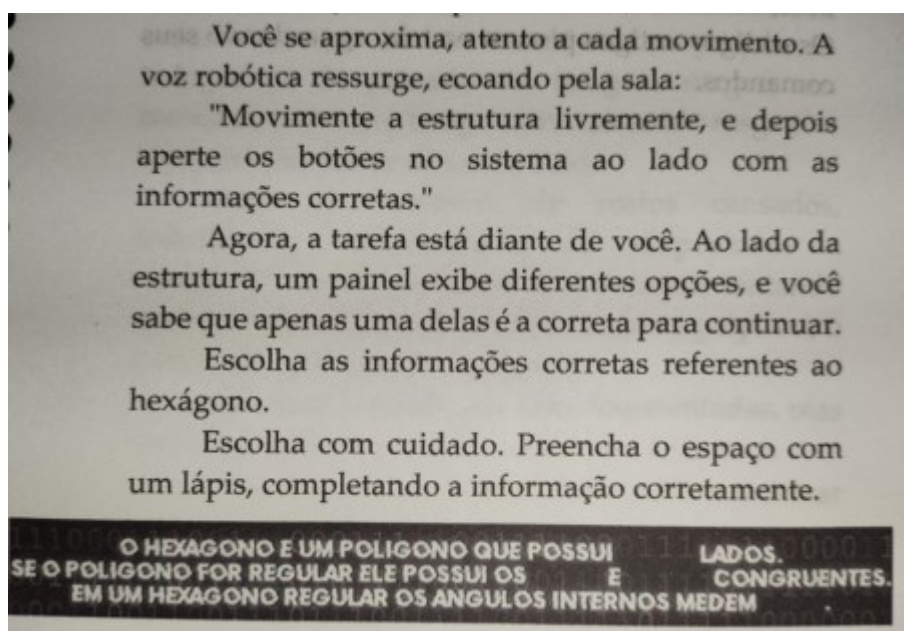 Você se aproxima, atento a cada movimento. A
voz robótica ressurge, ecoando pela sala:
"Movimente a estrutura livremente, e depois
aperte os botões no sistema ao lado com as
informações corretas."
Agora, a tarefa está diante de você. Ao lado da
estrutura, um painel exibe diferentes opções, e você
sabe que apenas uma delas é a correta para continuar.
Escolha as informações corretas referentes ao
hexágono.
Escolha com cuidado. Preencha o espaço com
um lápis, completando a informação corretamente.
O HEXAGONO E UM POLIGONO QUE POSSUI LADOS.
SE O POLIGONO FOR REGULAR ELE POSSUI OS E CONGRUENTES.
EM UM HEXAGONO REGULAR OS ANGULOS INTERNOS MEDEM .